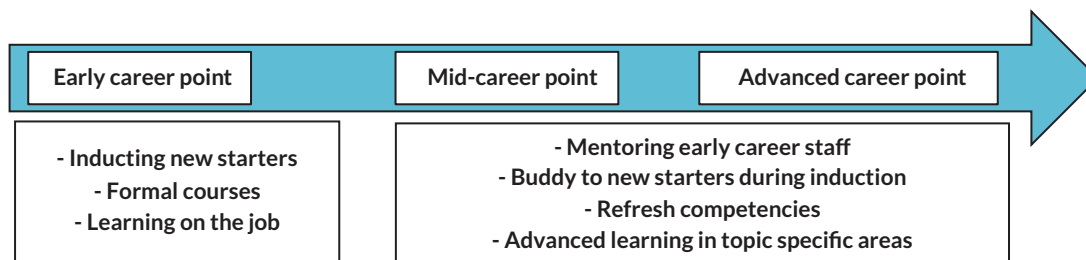 Early career point
Mid-career point
Advanced career point
- Inducting new starters
- Formal courses
- Learning on the job
- Mentoring early career staff
- Buddy to new starters during induction
- Refresh competencies
- Advanced learning in topic specific areas